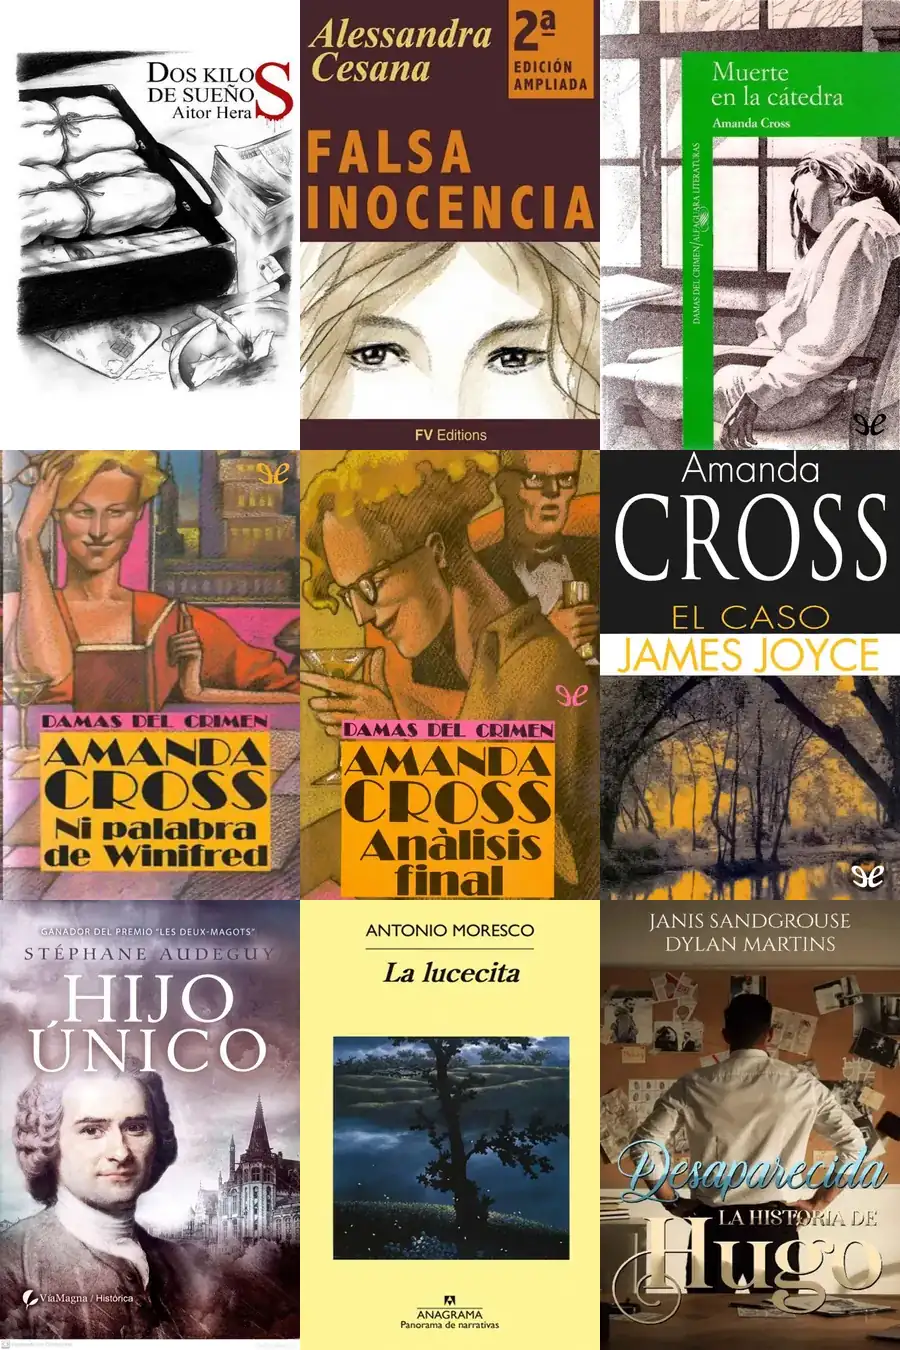 DOS KILOS
DE SUEÑOS
Aitor Hera
Alessandra
Cesana
2ª
EDICIÓN
AMPLIADA
FALSA
INOCENCIA
FV Editions
Muerte
en la cátedra
Amanda Cross
DAMAS DEL CRIMEN/ALFAGUARA LITERATURAS
DAMAS DEL CRIMEN
AMANDA
CROSS
Ni palabra
de Winifred
DAMAS DEL CRIMEN
AMANDA
CROSS
Anàlisis
final
Amanda
CROSS
EL CASO
JAMES JOYCE
GANADOR DEL PREMIO "LES DEUX-MAGOTS"
STÉPHANE AUDEGUY
HIJO
ÚNICO
ViaMagna / Histórica
ANTONIO MORESCO
La lucecita
ANAGRAMA
Panorama de narrativas
JANIS SANDGROUSE
DYLAN MARTINS
Desaparecida
LA HISTORIA DE
Hugo